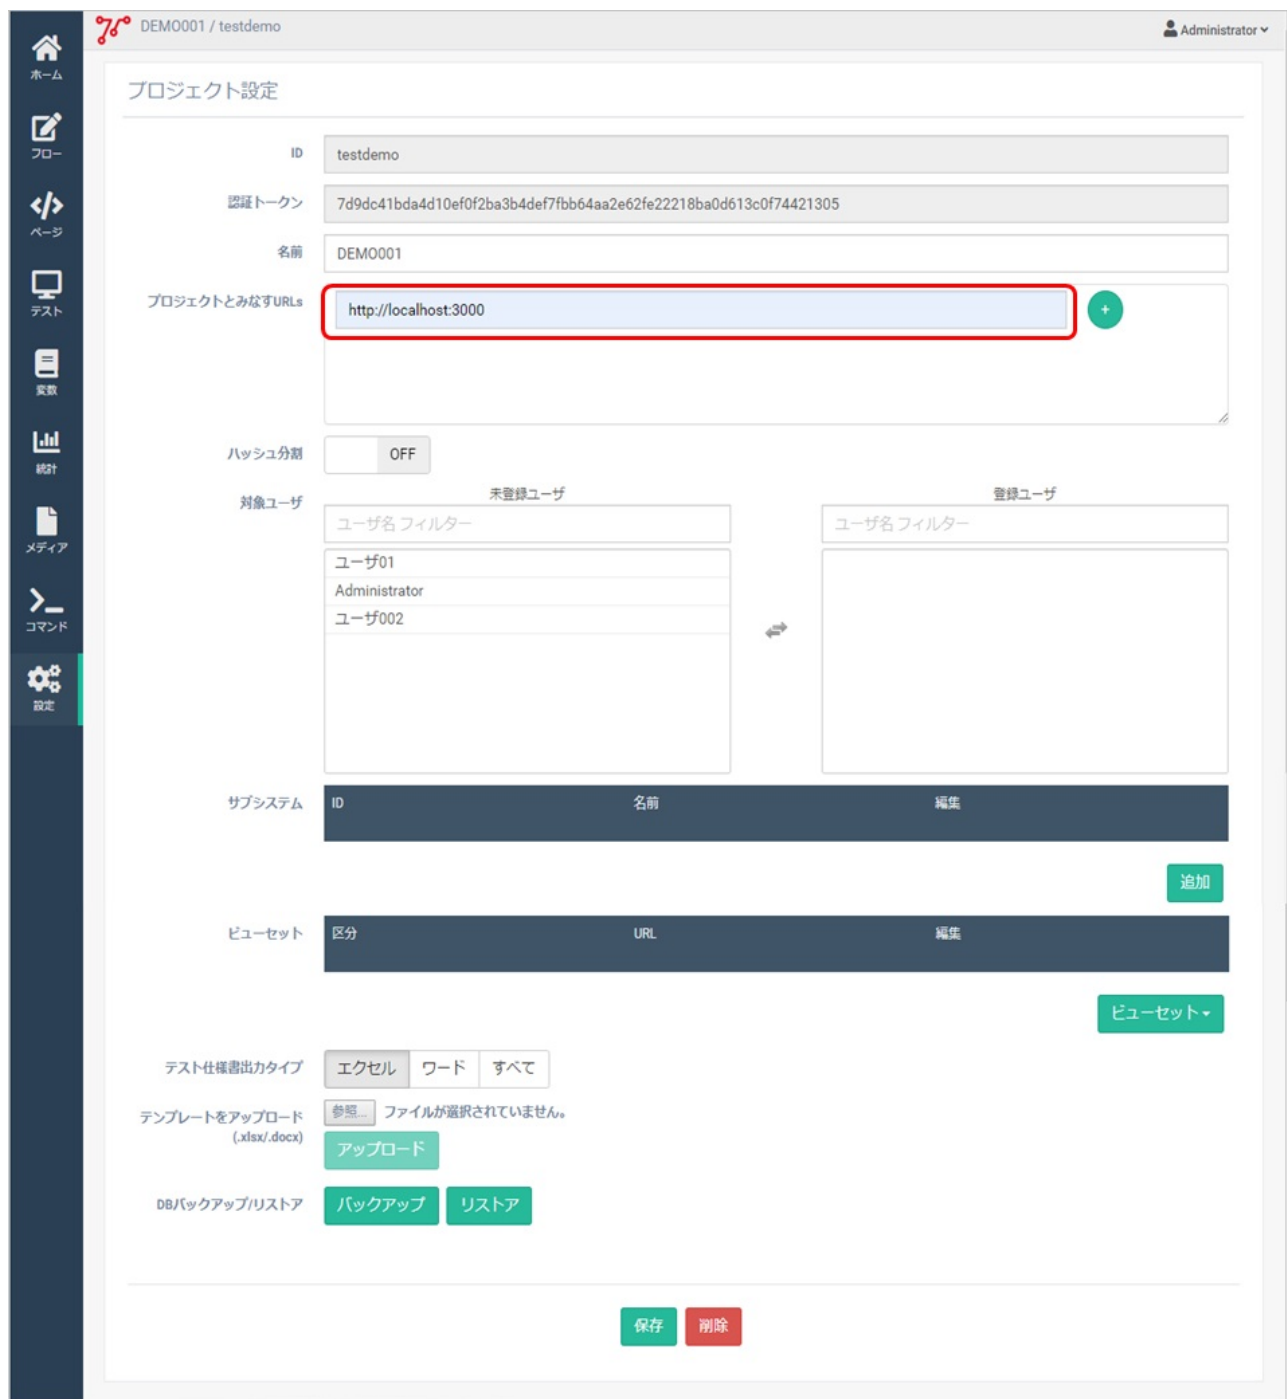 DEMO001 / testdemo
Administrator
ホーム
フロー
ページ
テスト
変数
統計
メディア
コマンド
設定
プロジェクト設定
ID
testdemo
認証トークン
7d9dc41bda4d10ef0f2ba3b4def7fbb64aa2e62fe22218ba0d613c0f74421305
名前
DEMO001
プロジェクトとみなすURLs
http://localhost:3000
+
ハッシュ分割
OFF
対象ユーザ
未登録ユーザ
登録ユーザ
ユーザ名 フィルター
ユーザ名 フィルター
ユーザ01
Administrator
ユーザ002
サブシステム
ID 名前 編集
追加
ビューセット
区分 URL 編集
ビューセット
テスト仕様書出力タイプ
エクセル ワード すべて
テンプレートをアップロード
(.xlsx/.docx)
参照... ファイルが選択されていません。
アップロード
DBバックアップ/リストア
バックアップ リストア
保存 削除